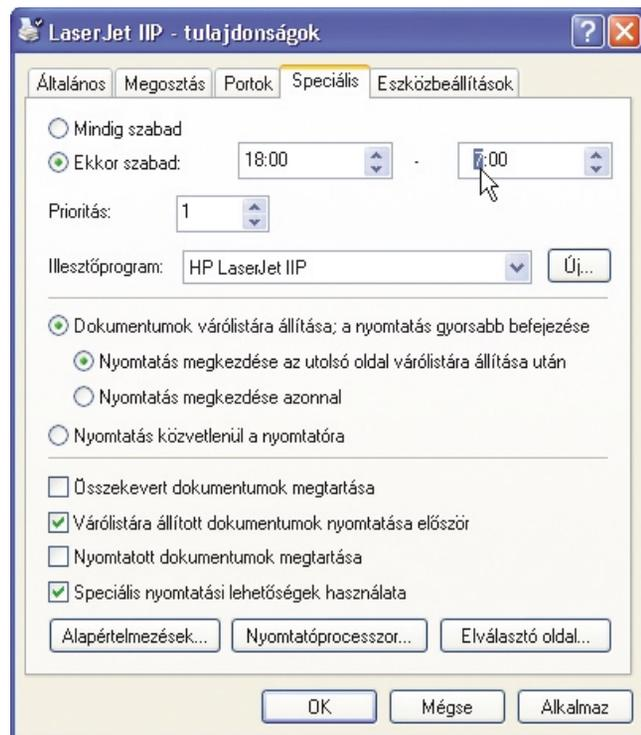 LaserJet IIP - tulajdonságok
Általános Megosztás Portok Speciális Eszközbeállítások
Mindig szabad
Ekkor szabad: 18:00 - 7:00
Prioritás: 1
Illesztőprogram: HP LaserJet IIP Új...
Dokumentumok várólistára állítása; a nyomtatás gyorsabb befejezése
Nyomtatás megkezdése az utolsó oldal várólistára állítása után
Nyomtatás megkezdése azonnal
Nyomtatás közvetlenül a nyomtatóra
Összekevert dokumentumok megtartása
Várólistára állított dokumentumok nyomtatása először
Nyomtatott dokumentumok megtartása
Speciális nyomtatási lehetőségek használata
Alapértelmezések... Nyomtatóprocesszor... Elválasztó oldal...
OK Mégse Alkalmaz